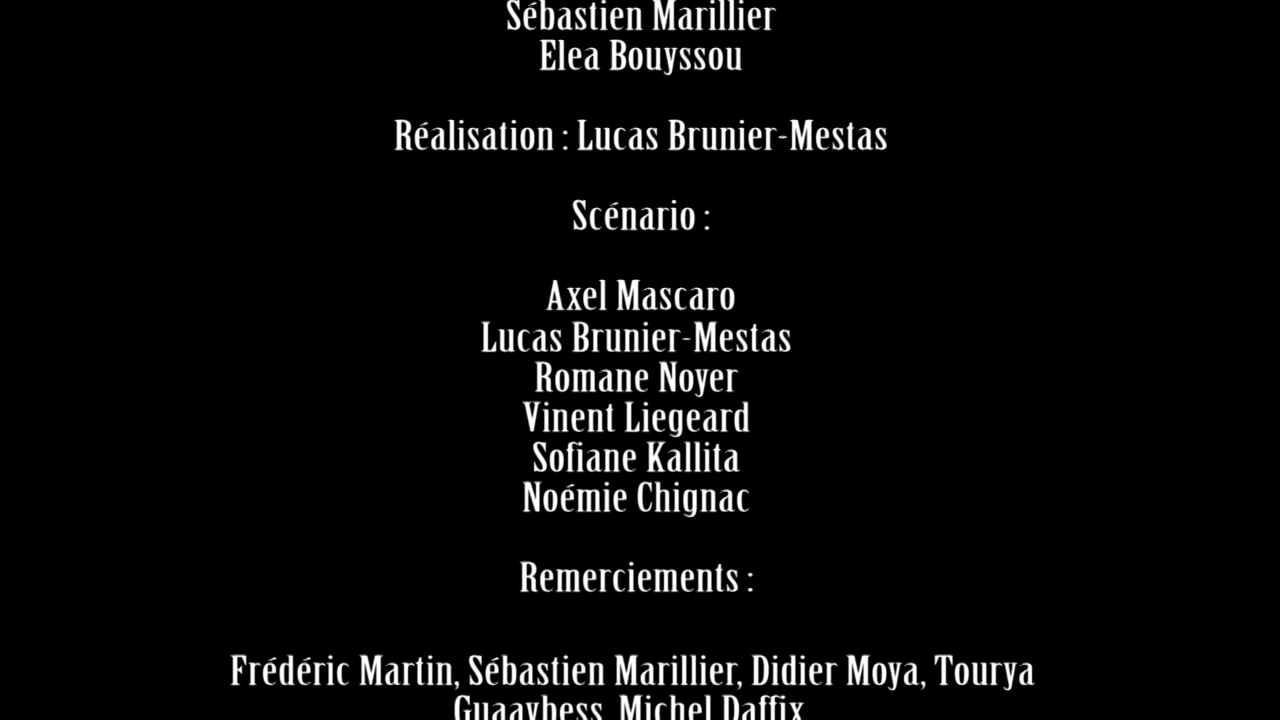 Sébastien Marillier
Elea Bouyssou
Réalisation : Lucas Brunier-Mestas
Scénario :
Axel Mascaro
Lucas Brunier-Mestas
Romane Noyer
Vinent Liegeard
Sofiane Kallita
Noémie Chignac
Remerciements :
Frédéric Martin, Sébastien Marillier, Didier Moya, Tourya
Michel Daffix